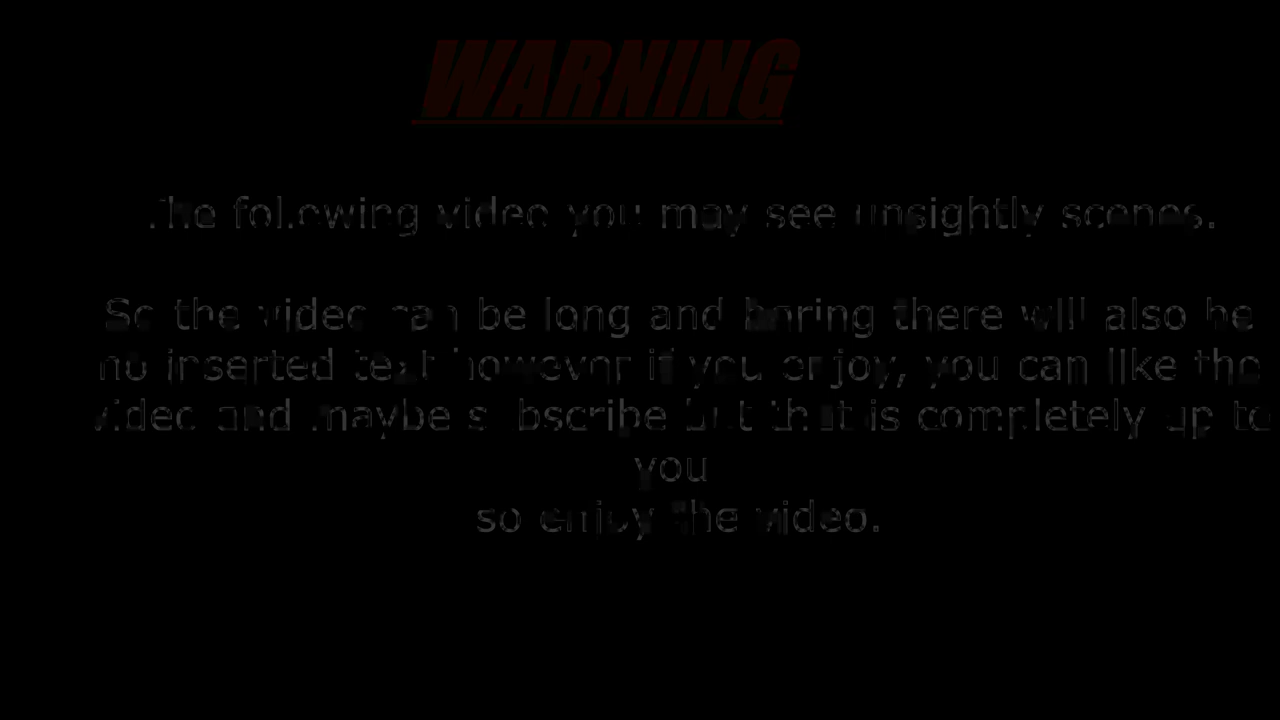 WARNING
The following video you may see unsightly scenes.
So the video can be long and boring there will also be
no inserted text however if you enjoy, you can like the
video and maybe subscribe but that is completely up to
you
so enjoy the video.